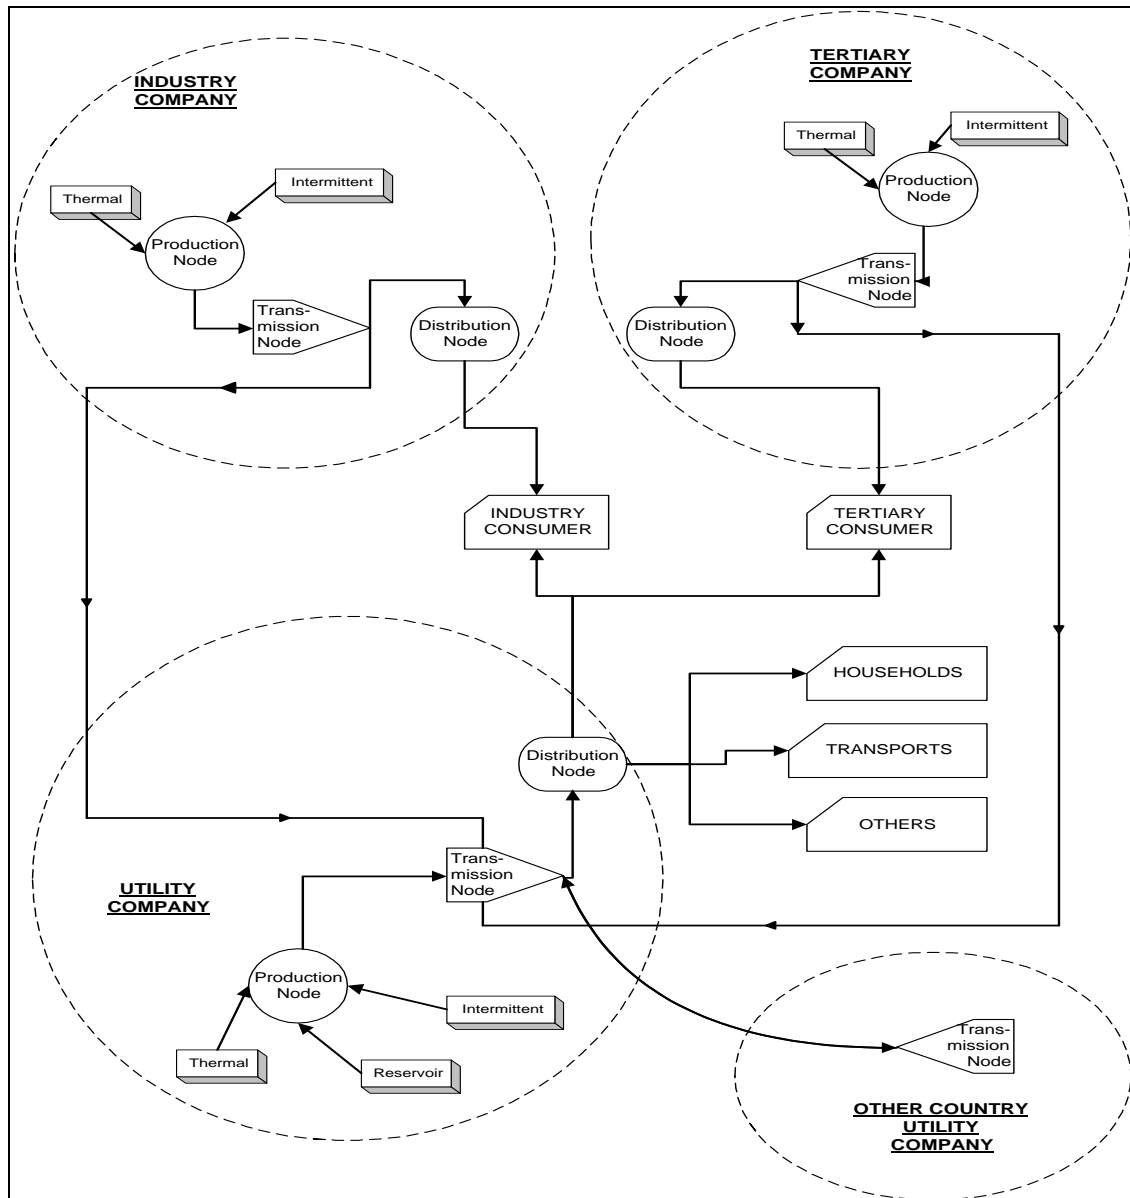 INDUSTRY
COMPANY
Thermal
Intermittent
Production
Node
Trans-
mission
Node
Distribution
Node
TERTIARY
COMPANY
Thermal
Intermittent
Production
Node
Trans-
mission
Node
Distribution
Node
INDUSTRY
CONSUMER
TERTIARY
CONSUMER
HOUSEHOLDS
TRANSPORTS
OTHERS
Distribution
Node
Trans-
mission
Node
UTILITY
COMPANY
Production
Node
Intermittent
Thermal
Reservoir
Trans-
mission
Node
OTHER COUNTRY
UTILITY
COMPANY